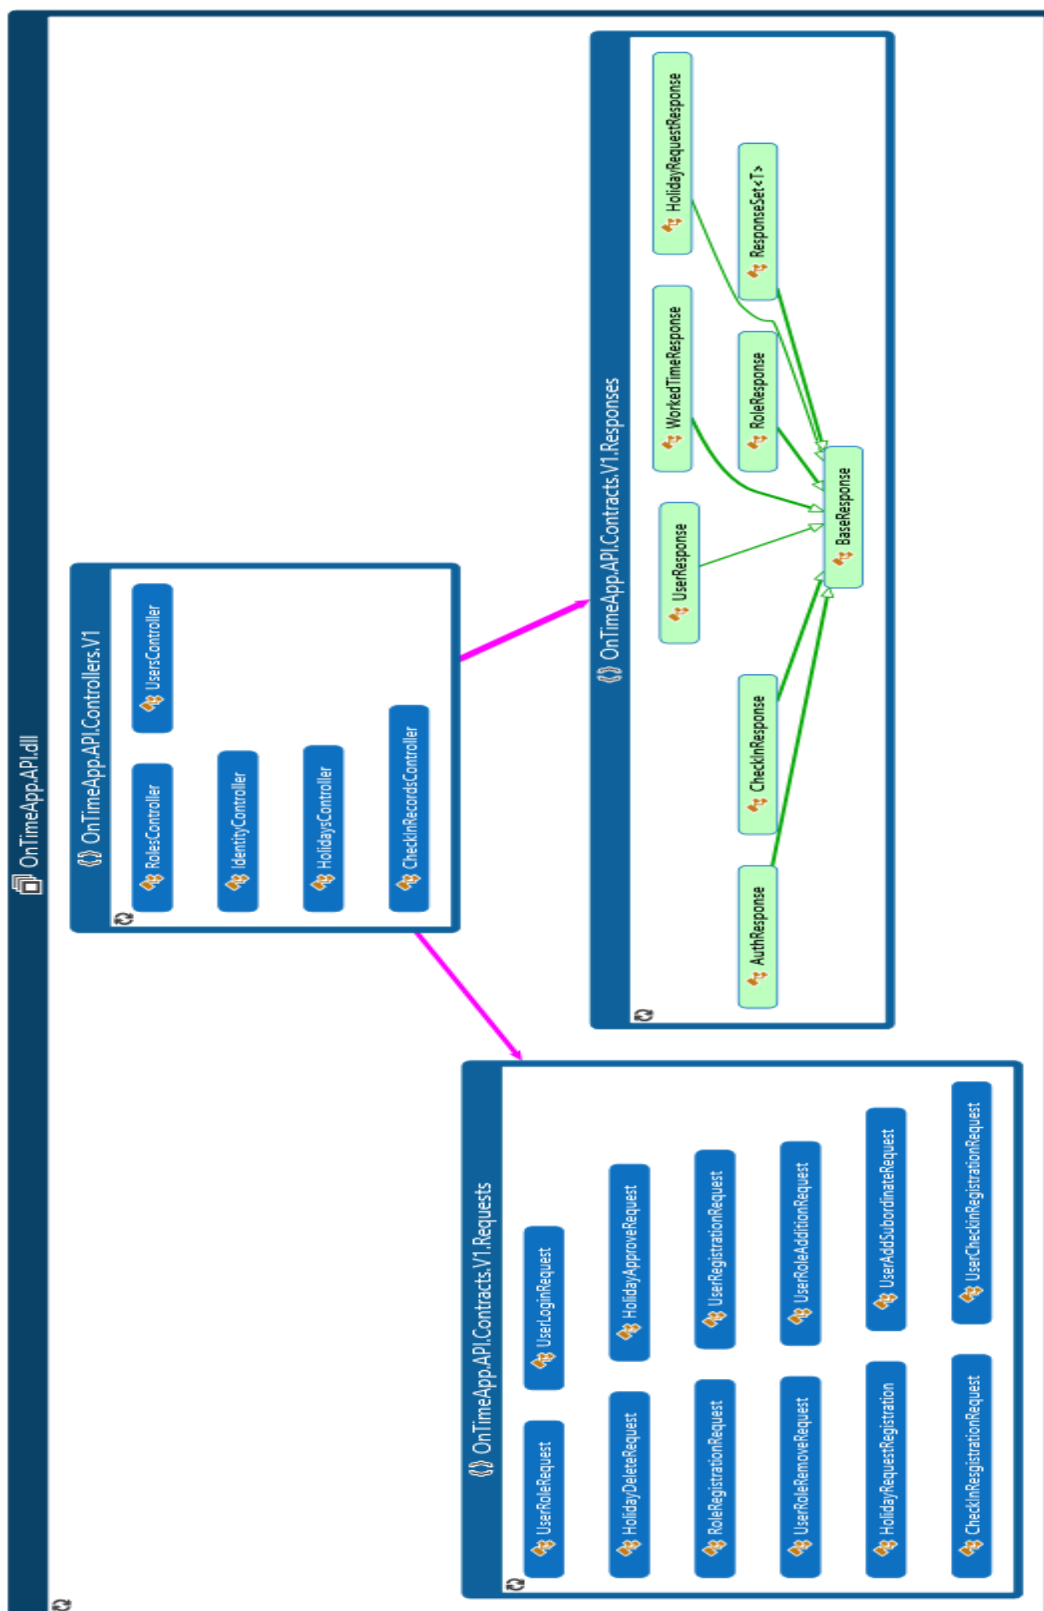 OnTimeApp.API.dll
{} OnTimeApp.API.Controllers.V1
RolesController
UsersController
IdentityController
HolidaysController
CheckInRecordsController
{} OnTimeApp.API.Contracts.V1.Requests
UserRoleRequest
UserLoginRequest
HolidayDeleteRequest
HolidayApproveRequest
RoleRegistrationRequest
UserRegistrationRequest
UserRoleRemoveRequest
UserRoleAdditionRequest
HolidayRequestRegistration
UserAddSubordinateRequest
CheckInResgistrationRequest
UserCheckinRegistrationRequest
{} OnTimeApp.API.Contracts.V1.Responses
UserResponse
WorkedTimeResponse
HolidayRequestResponse
AuthResponse
CheckInResponse
RoleResponse
ResponseSet<T>
BaseResponse